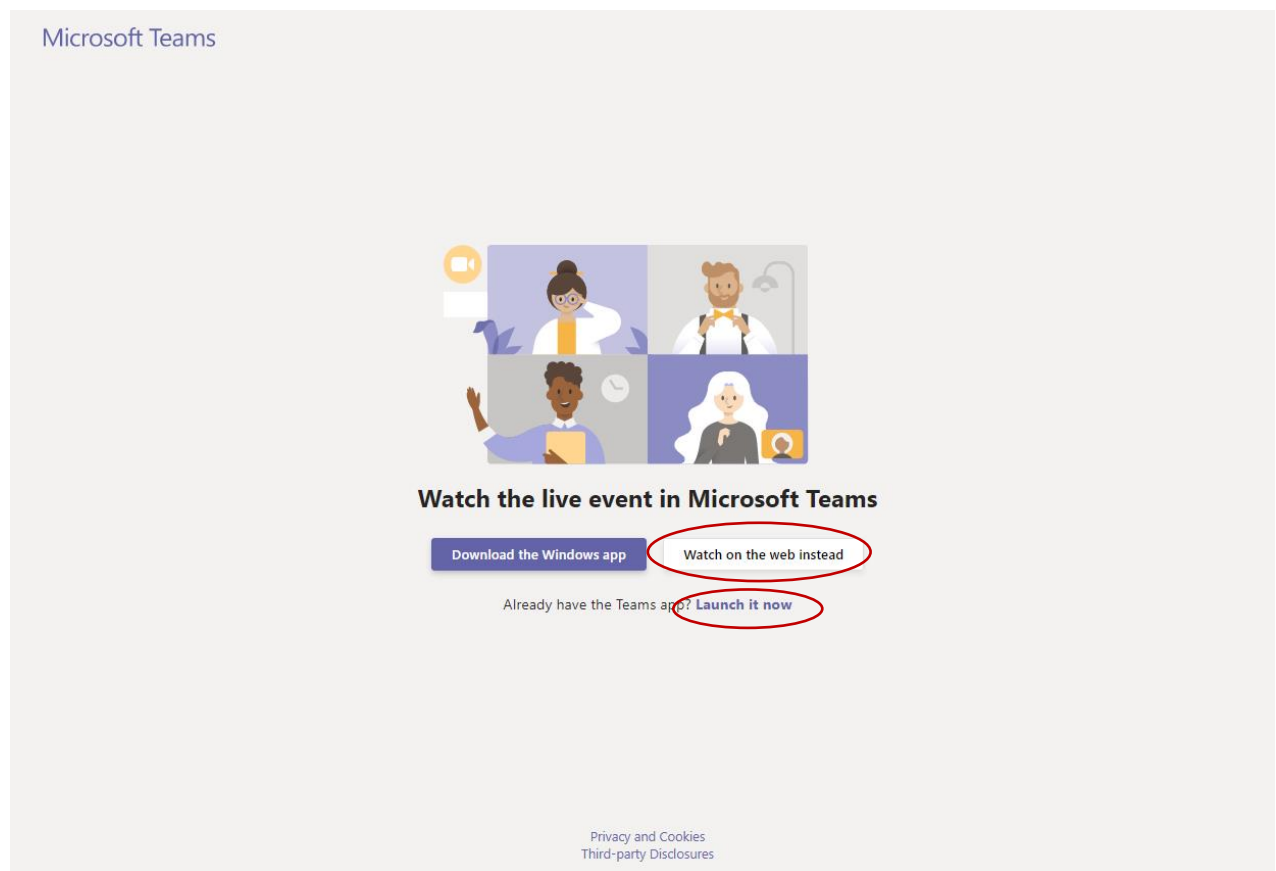 Microsoft Teams
Watch the live event in Microsoft Teams
Download the Windows app
Watch on the web instead
Already have the Teams app? Launch it now
Privacy and Cookies
Third-party Disclosures